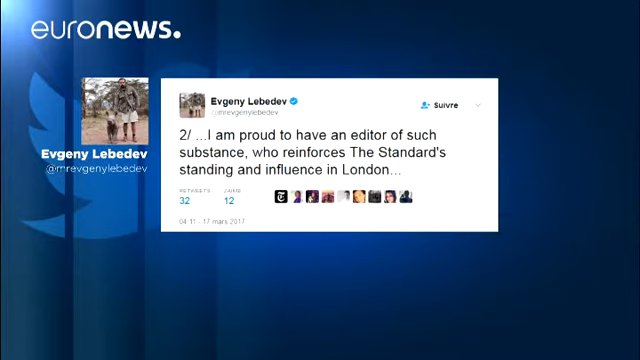 euronews.
Evgeny Lebedev
@mrevgenylebedev
Evgeny Lebedev
@mrevgenylebedev
Suivre
2/ ...I am proud to have an editor of such
substance, who reinforces The Standard's
standing and influence in London...
RETWEETS
J'AIME
32
12
04:11 - 17 mars 2017